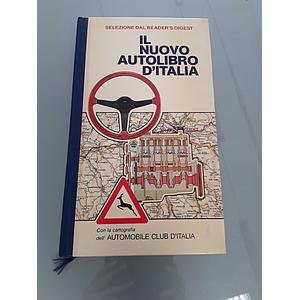 SELEZIONE DAL READER'S DIGEST
IL
NUOVO
AUTOLIBRO
D'ITALIA
Con la cartografia
dell' AUTOMOBILE CLUB D'ITALIA